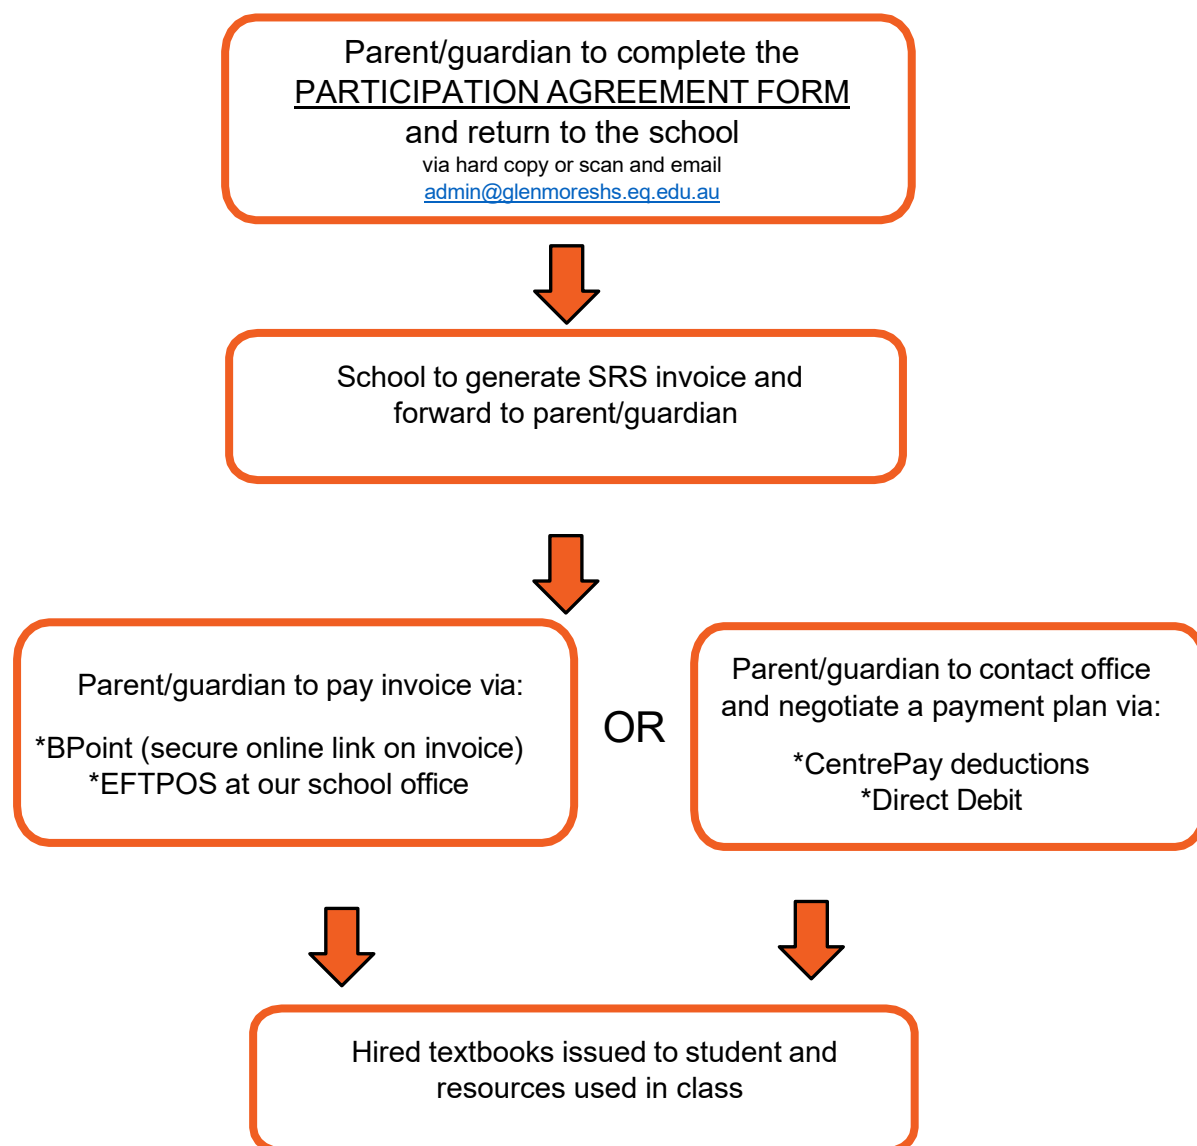 Parent/guardian to complete the
PARTICIPATION AGREEMENT FORM
and return to the school
via hard copy or scan and email
admin@glenmoreshs.eq.edu.au
School to generate SRS invoice and
forward to parent/guardian
Parent/guardian to pay invoice via:
*BPoint (secure online link on invoice)
*EFTPOS at our school office
OR
Parent/guardian to contact office
and negotiate a payment plan via:
*CentrePay deductions
*Direct Debit
Hired textbooks issued to student and
resources used in class